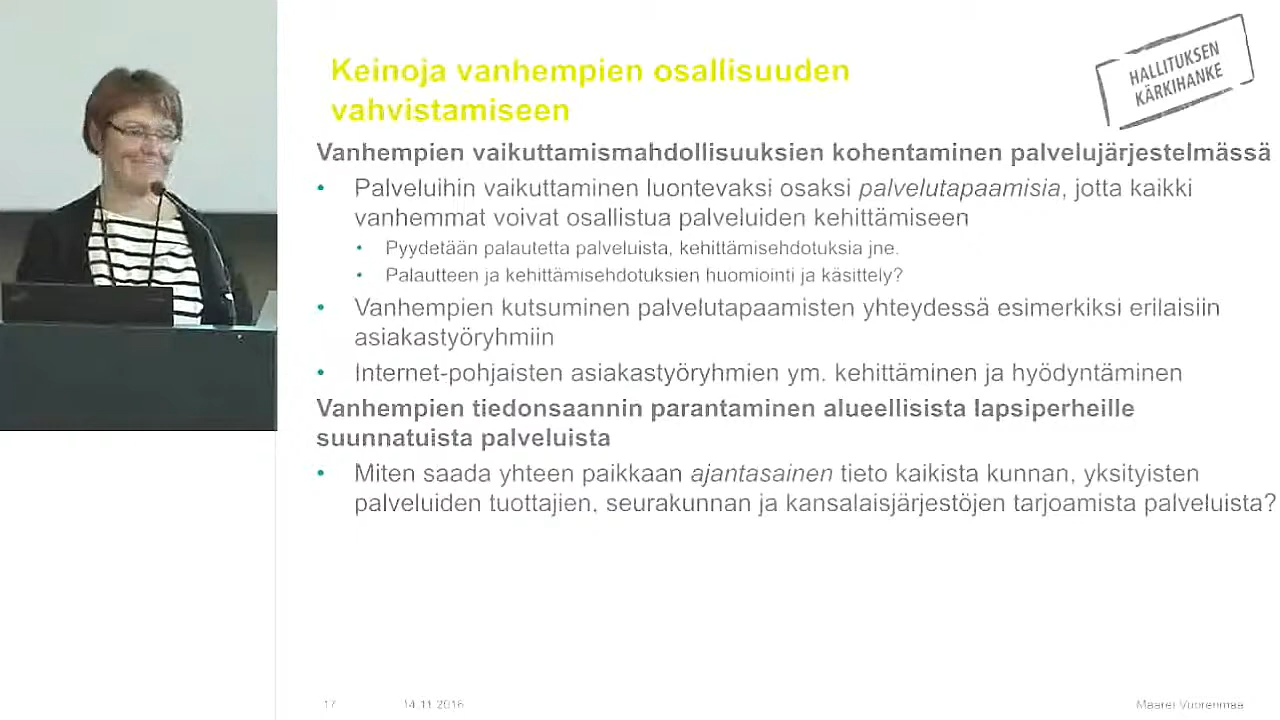 Keinoja vanhempien osallisuuden
vahvistamiseen
HALLITUKSEN
KÄRKIHANKE
Vanhempien vaikuttamismahdollisuuksien kohentaminen palvelujärjestelmässä
• Palveluihin vaikuttaminen luontevaksi osaksi palvelutapaamisia, jotta kaikki
vanhemmat voivat osallistua palveluiden kehittämiseen
• Pyydetään palautetta palveluista, kehittämisehdotuksia jne.
• Palautteen ja kehittämisehdotuksien huomiointi ja käsittely?
• Vanhempien kutsuminen palvelutapaamisten yhteydessä esimerkiksi erilaisiin
asiakastyöryhmiin
• Internet-pohjaisten asiakastyöryhmien ym. kehittäminen ja hyödyntäminen
Vanhempien tiedonsaannin parantaminen alueellisista lapsiperheille
suunnatuista palveluista
• Miten saada yhteen paikkaan ajantasainen tieto kaikista kunnan, yksityisten
palveluiden tuottajien, seurakunnan ja kansalaisjärjestöjen tarjoamista palveluista?
17 14.11.2016 Maarei Vuorenmaa